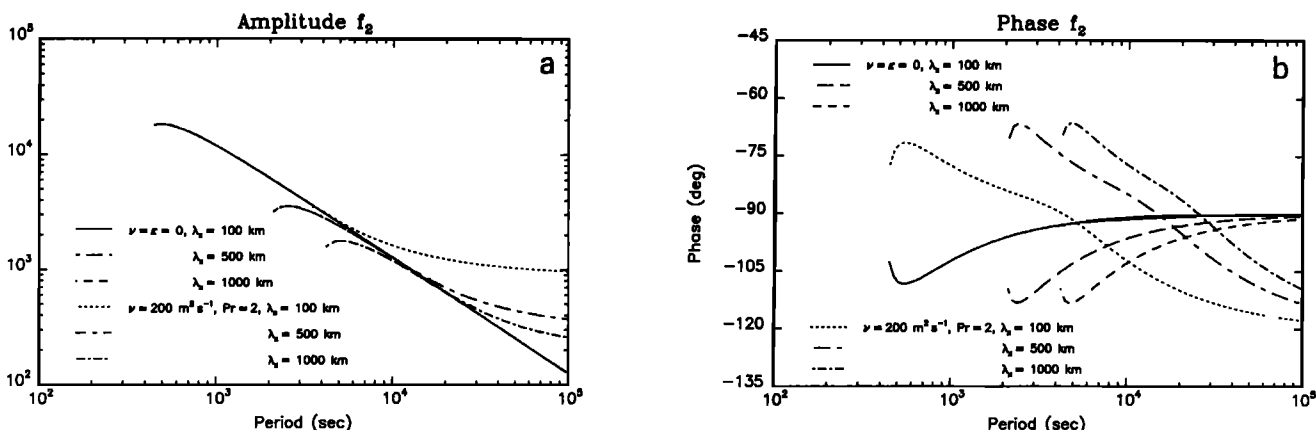 Amplitude f₂
a
10⁵
10⁴
10³
10²
ν=ε=0, λₓ = 100 km
λₓ = 500 km
λₓ = 1000 km
ν=200 m² s⁻¹, Pr=2, λₓ = 100 km
λₓ = 500 km
λₓ = 1000 km
10² 10³ 10⁴ 10⁵
Period (sec)
Phase f₂
b
-45
-60
-75
-90
-105
-120
-135
Phase (deg)
ν=ε=0, λₓ = 100 km
λₓ = 500 km
λₓ = 1000 km
ν=200 m² s⁻¹, Pr=2, λₓ = 100 km
λₓ = 500 km
λₓ = 1000 km
10² 10³ 10⁴ 10⁵
Period (sec)